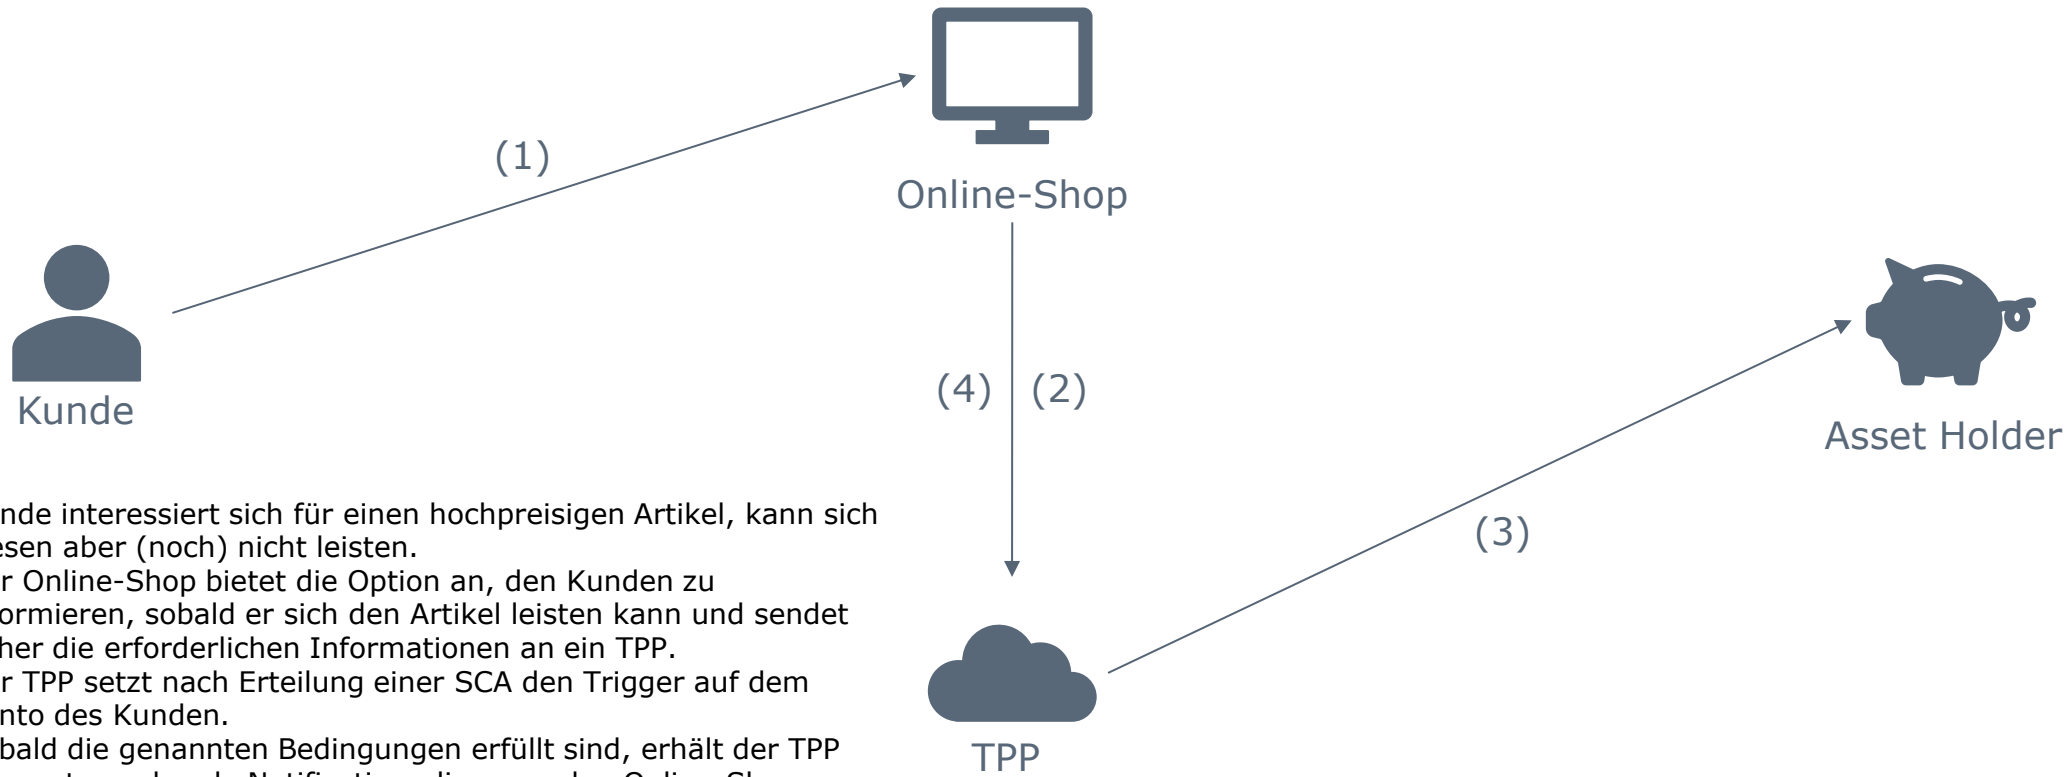 (1)
Online-Shop
Kunde
(4) (2)
Asset Holder
(3)
TPP
nde interessiert sich für einen hochpreisigen Artikel, kann sich
esen aber (noch) nicht leisten.
r Online-Shop bietet die Option an, den Kunden zu
ormieren, sobald er sich den Artikel leisten kann und sendet
her die erforderlichen Informationen an ein TPP.
r TPP setzt nach Erteilung einer SCA den Trigger auf dem
nto des Kunden.
bald die genannten Bedingungen erfüllt sind, erhält der TPP